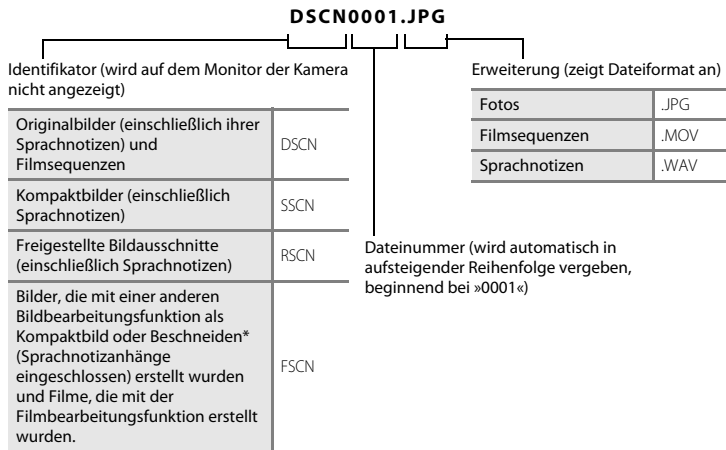 DSCN0001.JPG
Identifikator (wird auf dem Monitor der Kamera
nicht angezeigt)
Originalbilder (einschließlich ihrer
Sprachnotizen) und
Filmsequenzen
DSCN
Kompaktbilder (einschließlich
Sprachnotizen)
SSCN
Freigestellte Bildausschnitte
(einschließlich Sprachnotizen)
RSCN
Bilder, die mit einer anderen
Bildbearbeitungsfunktion als
Kompaktbild oder Beschneiden*
(Sprachnotizanhänge
eingeschlossen) erstellt wurden
und Filme, die mit der
Filmbearbeitungsfunktion erstellt
wurden.
FSCN
Dateinummer (wird automatisch in
aufsteigender Reihenfolge vergeben,
beginnend bei »0001«)
Erweiterung (zeigt Dateiformat an)
Fotos .JPG
Filmsequenzen .MOV
Sprachnotizen .WAV